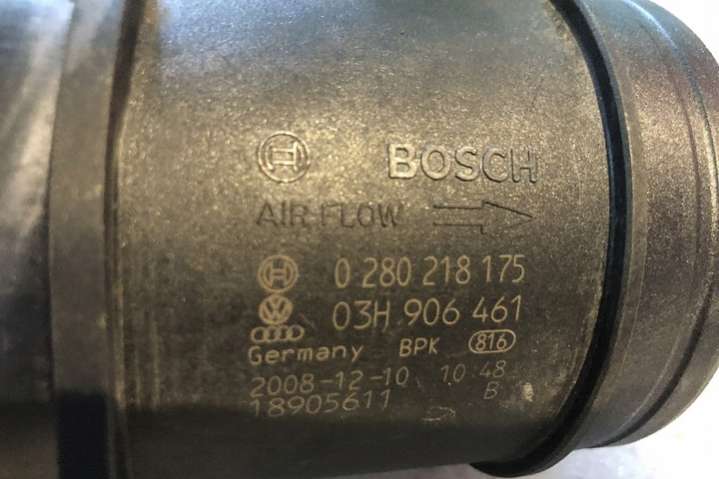 BOSCH
AIR FLOW
0 280 218 175
03H 906 461
Germany BPK 816
2008-12-10 10 48
18905611 B